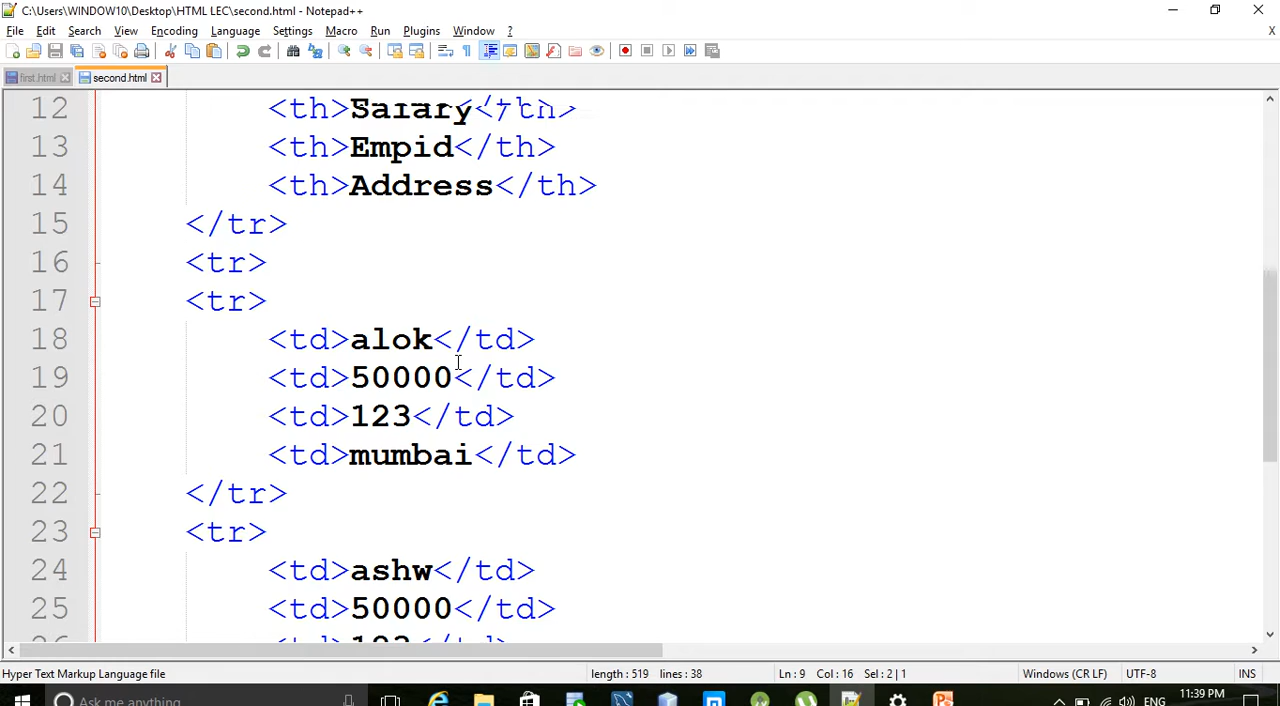 C:\Users\WINDOW10\Desktop\HTML LEC\second.html - Notepad++
File Edit Search View Encoding Language Settings Macro Run Plugins Window ? X
first.html second.html
12 <th>Salary</th>
13 <th>Empid</th>
14 <th>Address</th>
15 </tr>
16 <tr>
17 <tr>
18 <td>alok</td>
19 <td>50000</td>
20 <td>123</td>
21 <td>mumbai</td>
22 </tr>
23 <tr>
24 <td>ashw</td>
25 <td>50000</td>
Hyper Text Markup Language file length : 519 lines : 38 Ln : 9 Col : 16 Sel : 2 | 1 Windows (CR LF) UTF-8 INS
Ask me anything ENG 11:39 PM